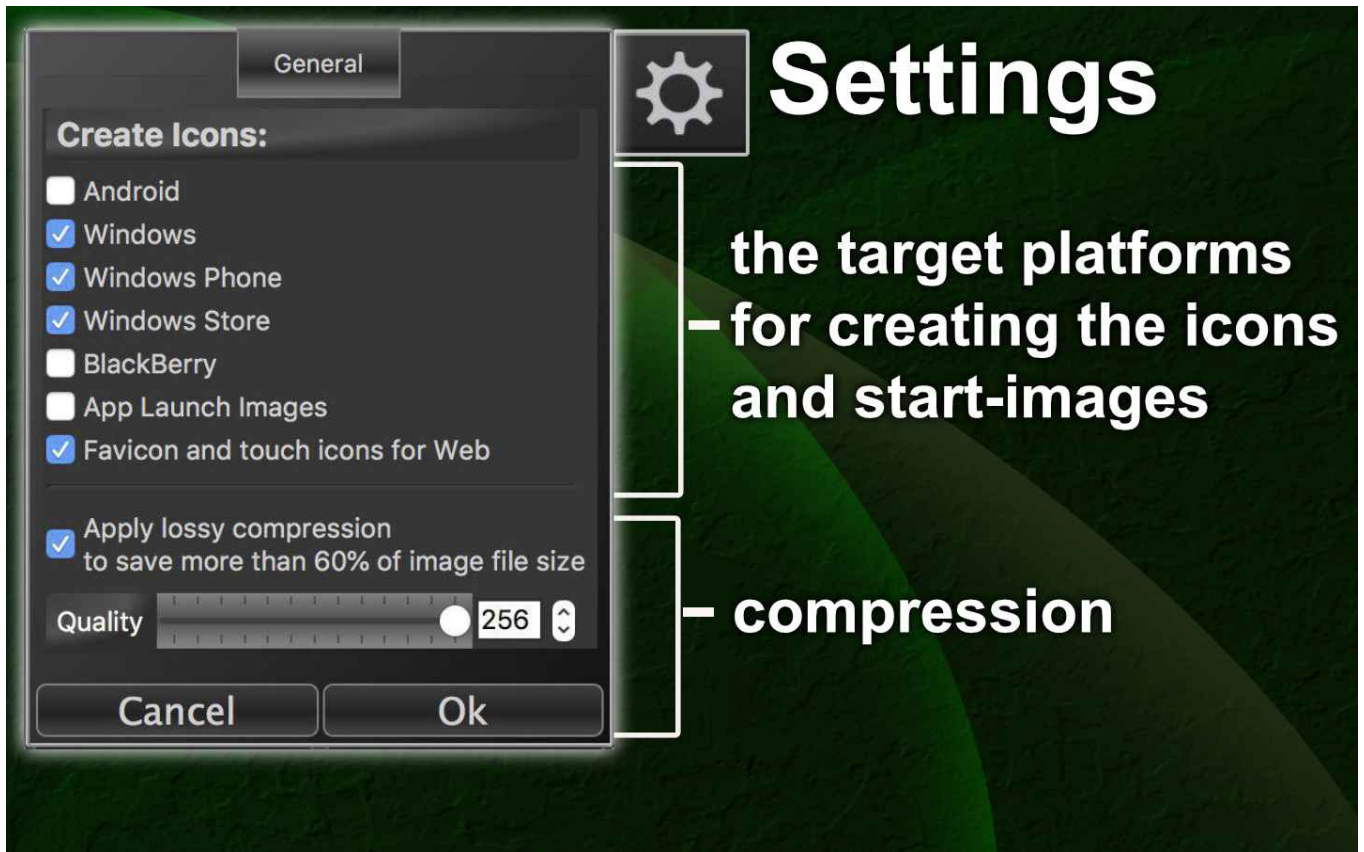 General
Settings
Create Icons:
Android
Windows
Windows Phone
Windows Store
BlackBerry
App Launch Images
Favicon and touch icons for Web
the target platforms
for creating the icons
and start-images
Apply lossy compression
to save more than 60% of image file size
Quality 256
compression
Cancel Ok